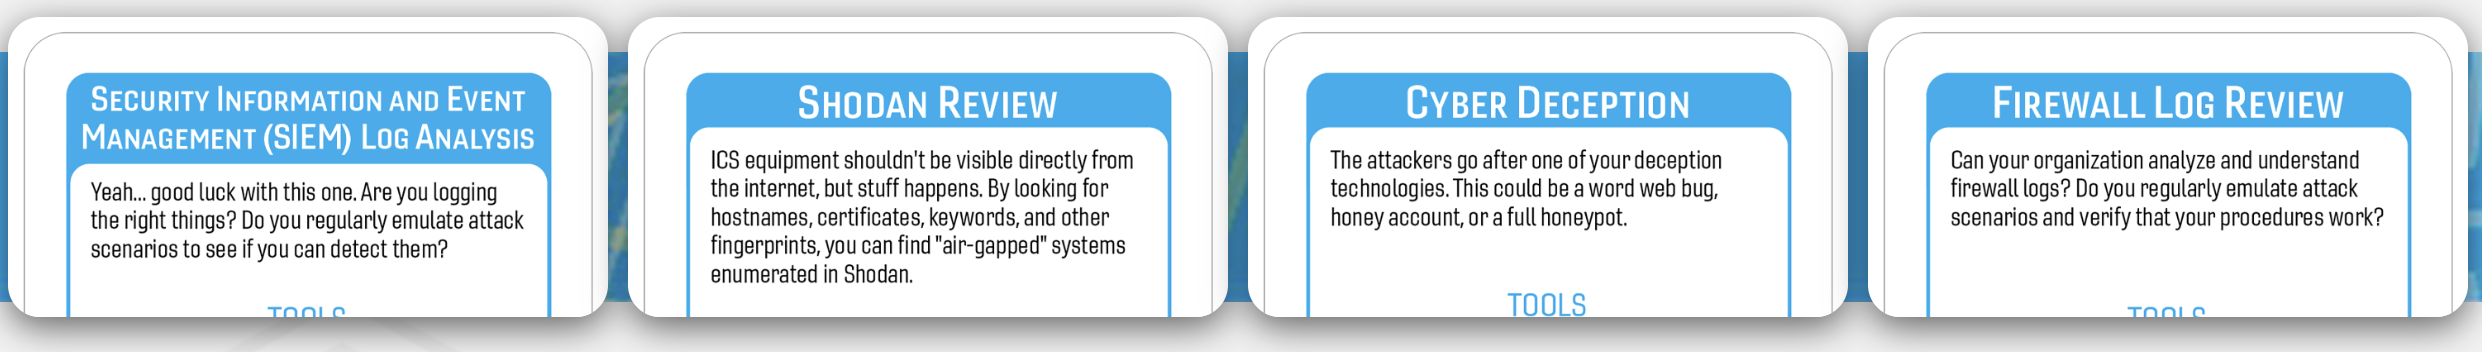 SECURITY INFORMATION AND EVENT
MANAGEMENT (SIEM) LOG ANALYSIS
Yeah... good luck with this one. Are you logging
the right things? Do you regularly emulate attack
scenarios to see if you can detect them?
TOOLS
SHODAN REVIEW
ICS equipment shouldn't be visible directly from
the internet, but stuff happens. By looking for
hostnames, certificates, keywords, and other
fingerprints, you can find "air-gapped" systems
enumerated in Shodan.
CYBER DECEPTION
The attackers go after one of your deception
technologies. This could be a word web bug,
honey account, or a full honeypot.
TOOLS
FIREWALL LOG REVIEW
Can your organization analyze and understand
firewall logs? Do you regularly emulate attack
scenarios and verify that your procedures work?
TOOLS